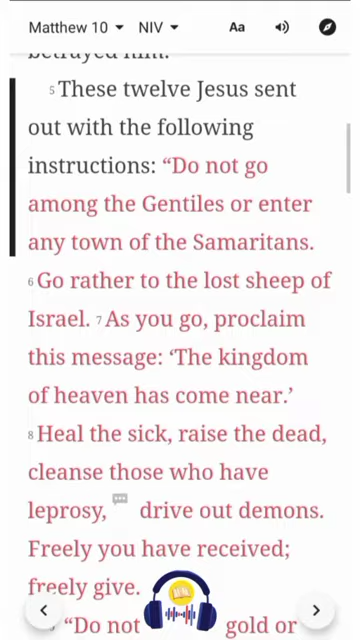 Matthew 10 NIV Aa
betrayed him.
5 These twelve Jesus sent
out with the following
instructions: “Do not go
among the Gentiles or enter
any town of the Samaritans.
6 Go rather to the lost sheep of
Israel. 7 As you go, proclaim
this message: ‘The kingdom
of heaven has come near.’
8 Heal the sick, raise the dead,
cleanse those who have
leprosy, drive out demons.
Freely you have received;
freely give.
“Do not gold or